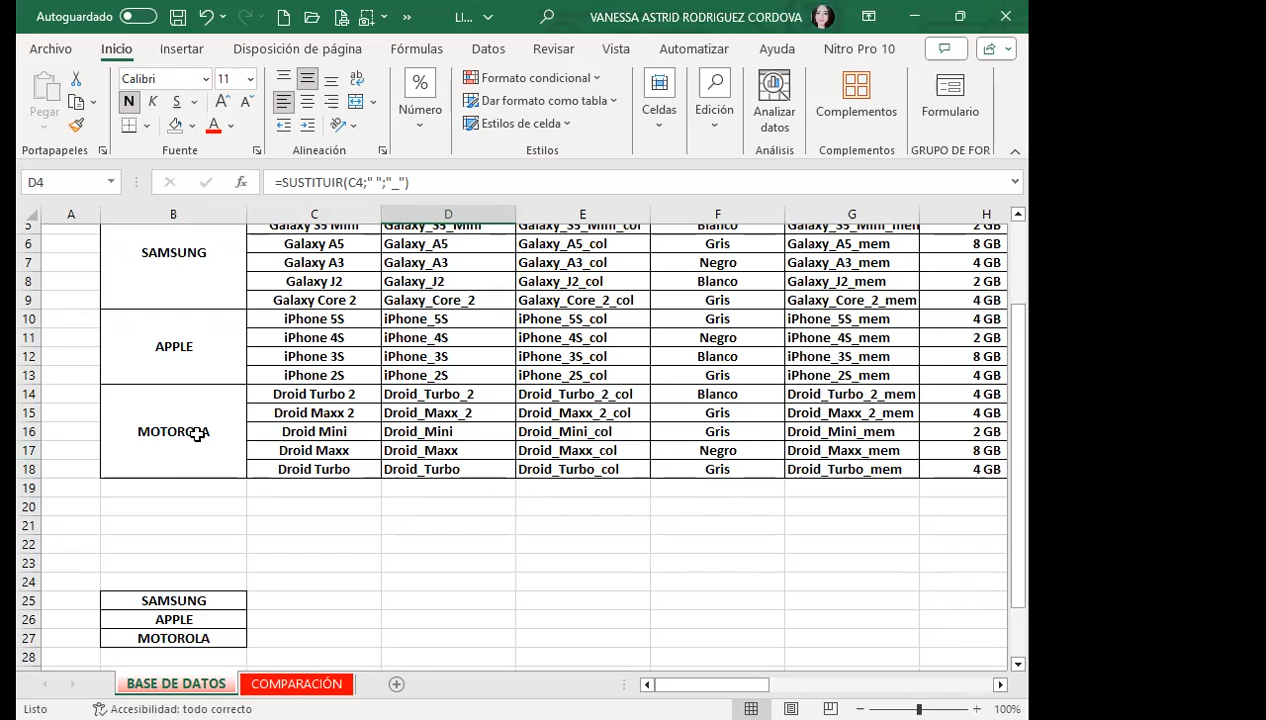 Autoguardado LI... VANESSA ASTRID RODRIGUEZ CORDOVA
Archivo Inicio Insertar Disposición de página Fórmulas Datos Revisar Vista Automatizar Ayuda Nitro Pro 10
Pegar Calibri 11 N K S Número Formato condicional Dar formato como tabla Estilos de celda Celdas Edición Analizar datos Complementos Formulario
Portapapeles Fuente Alineación Estilos Análisis Complementos GRUPO DE FOR
D4 =SUSTITUIR(C4;" ";"_")
A B C D E F G H
5 Galaxy S5 Mini Galaxy_S5_Mini Galaxy_S5_Mini_col Blanco Galaxy_S5_Mini_mem 2 GB
6 SAMSUNG Galaxy A5 Galaxy_A5 Galaxy_A5_col Gris Galaxy_A5_mem 8 GB
7 Galaxy A3 Galaxy_A3 Galaxy_A3_col Negro Galaxy_A3_mem 4 GB
8 Galaxy J2 Galaxy_J2 Galaxy_J2_col Blanco Galaxy_J2_mem 2 GB
9 Galaxy Core 2 Galaxy_Core_2 Galaxy_Core_2_col Gris Galaxy_Core_2_mem 4 GB
10 iPhone 5S iPhone_5S iPhone_5S_col Gris iPhone_5S_mem 4 GB
11 APPLE iPhone 4S iPhone_4S iPhone_4S_col Negro iPhone_4S_mem 2 GB
12 iPhone 3S iPhone_3S iPhone_3S_col Blanco iPhone_3S_mem 8 GB
13 iPhone 2S iPhone_2S iPhone_2S_col Gris iPhone_2S_mem 4 GB
14 Droid Turbo 2 Droid_Turbo_2 Droid_Turbo_2_col Blanco Droid_Turbo_2_mem 4 GB
15 Droid Maxx 2 Droid_Maxx_2 Droid_Maxx_2_col Gris Droid_Maxx_2_mem 4 GB
16 MOTOROLA Droid Mini Droid_Mini Droid_Mini_col Gris Droid_Mini_mem 2 GB
17 Droid Maxx Droid_Maxx Droid_Maxx_col Negro Droid_Maxx_mem 8 GB
18 Droid Turbo Droid_Turbo Droid_Turbo_col Gris Droid_Turbo_mem 4 GB
19
20
21
22
23
24
25 SAMSUNG
26 APPLE
27 MOTOROLA
28
BASE DE DATOS COMPARACIÓN
Listo Accesibilidad: todo correcto 100%